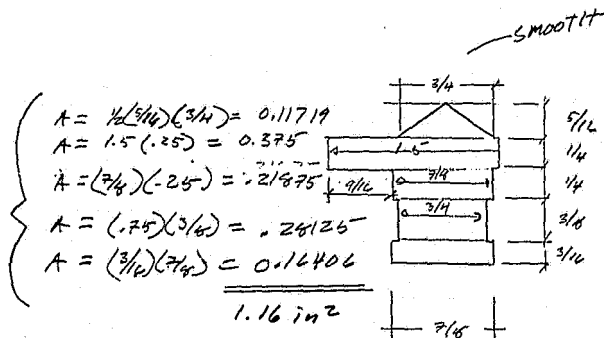 SMOOTH
A = 1/2(5/16)(3/4) = 0.11719
A = 1.5 (.25) = 0.375
A = (7/8)(.25) = .21875
A = (.75)(3/8) = .28125
A = (3/16)(7/8) = 0.16406
1.16 in²
3/4
5/16
1.5
1/4
9/16
7/8
1/4
3/4
3/8
3/16
7/8